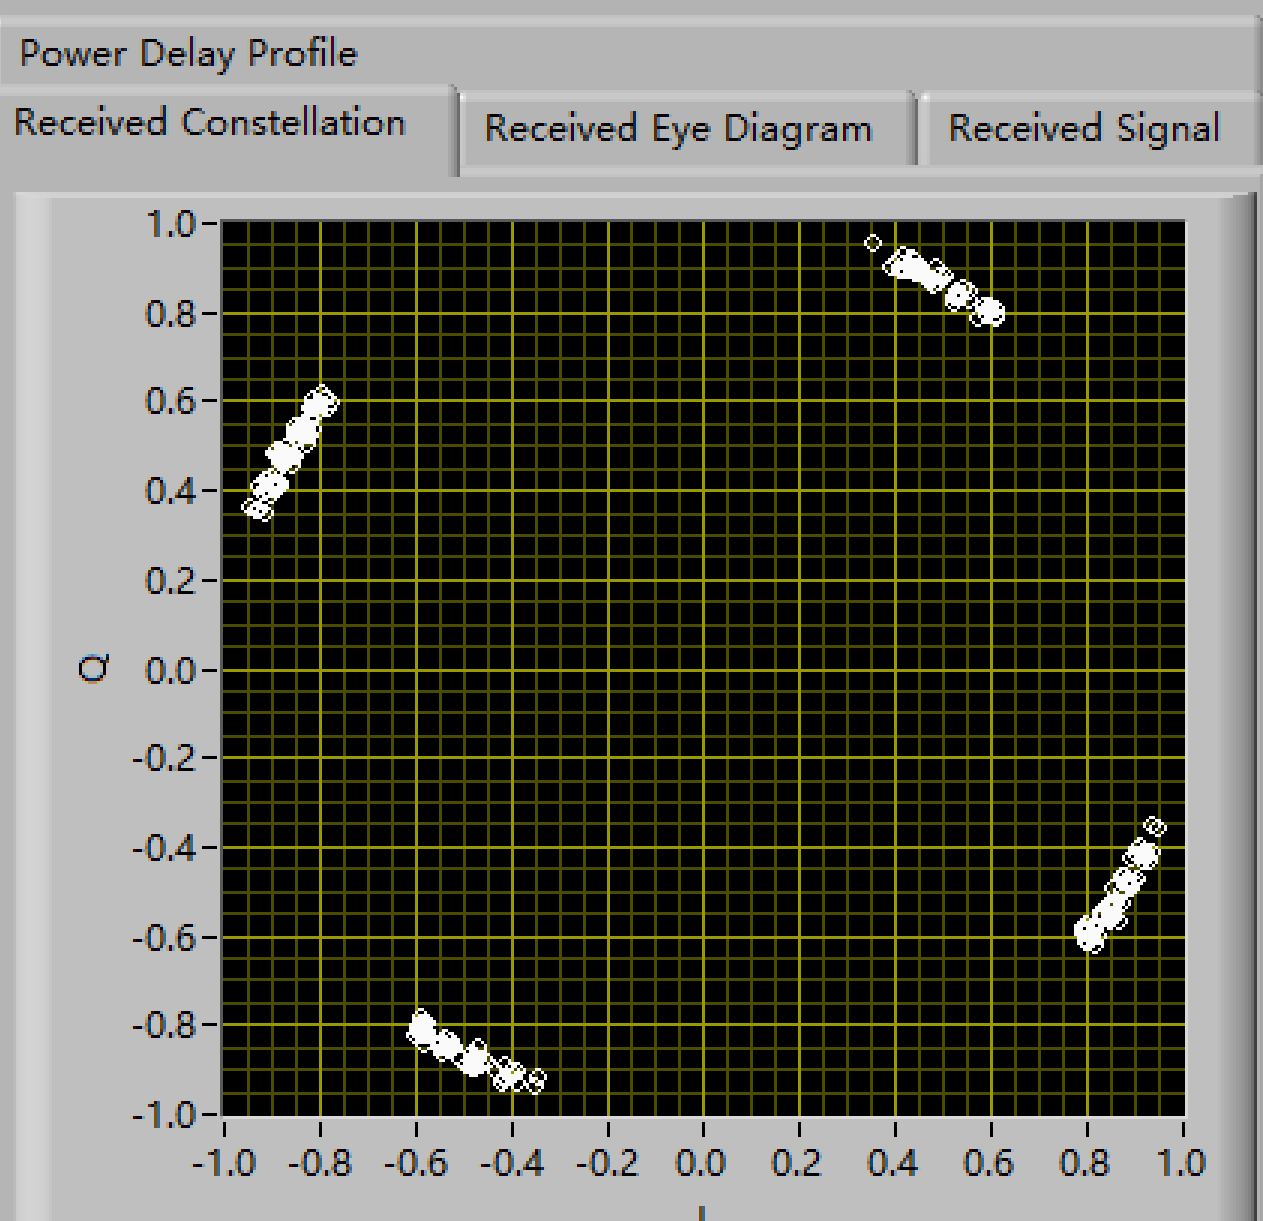 Power Delay Profile
Received Constellation
Received Eye Diagram
Received Signal
1.0
0.8
0.6
0.4
0.2
0.0
-0.2
-0.4
-0.6
-0.8
-1.0
Q
-1.0 -0.8 -0.6 -0.4 -0.2 0.0 0.2 0.4 0.6 0.8 1.0